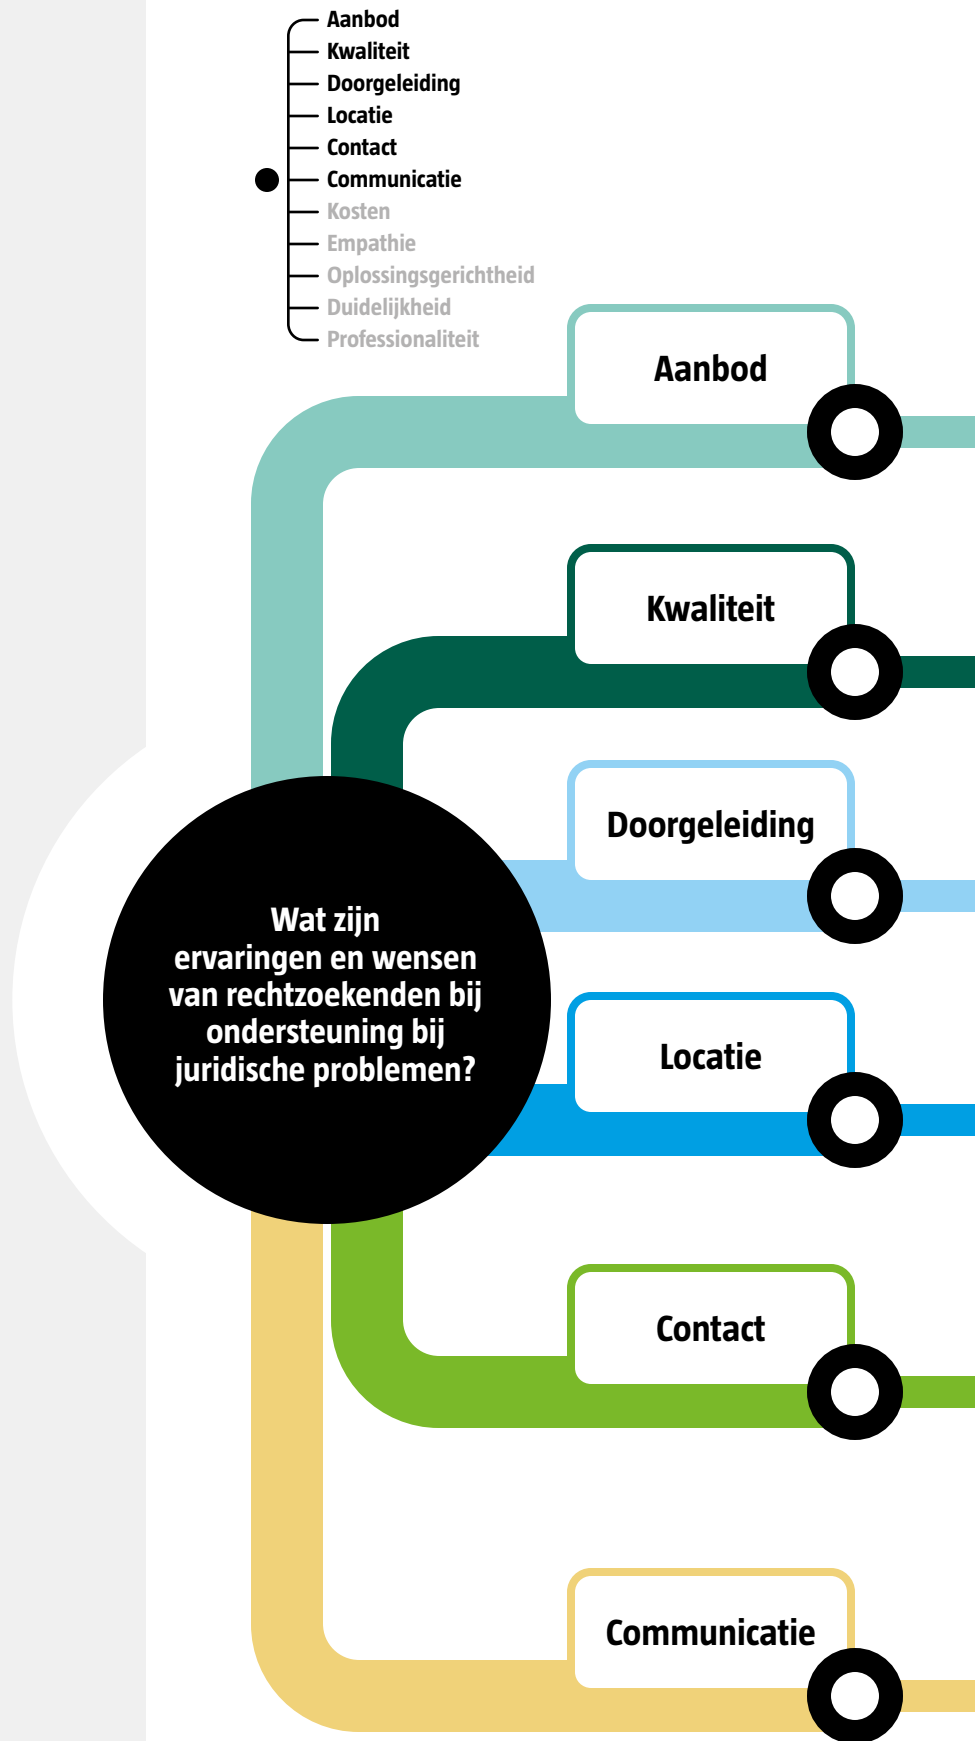 Aanbod
Kwaliteit
Doorgeleiding
Locatie
Contact
Communicatie
Kosten
Empathie
Oplossingsgerichtheid
Duidelijkheid
Professionaliteit
Aanbod
Kwaliteit
Doorgeleiding
Wat zijn
ervaringen en wensen
van rechtzoekenden bij
ondersteuning bij
juridische problemen?
Locatie
Contact
Communicatie